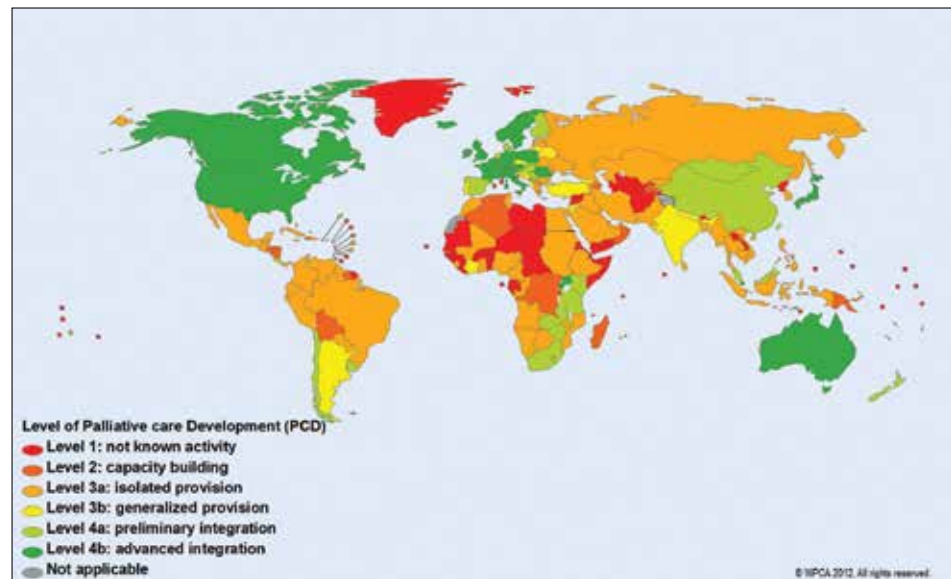 Level of Palliative care Development (PCD)
Level 1: not known activity
Level 2: capacity building
Level 3a: isolated provision
Level 3b: generalized provision
Level 4a: preliminary integration
Level 4b: advanced integration
Not applicable
© WPCA 2012. All rights reserved.